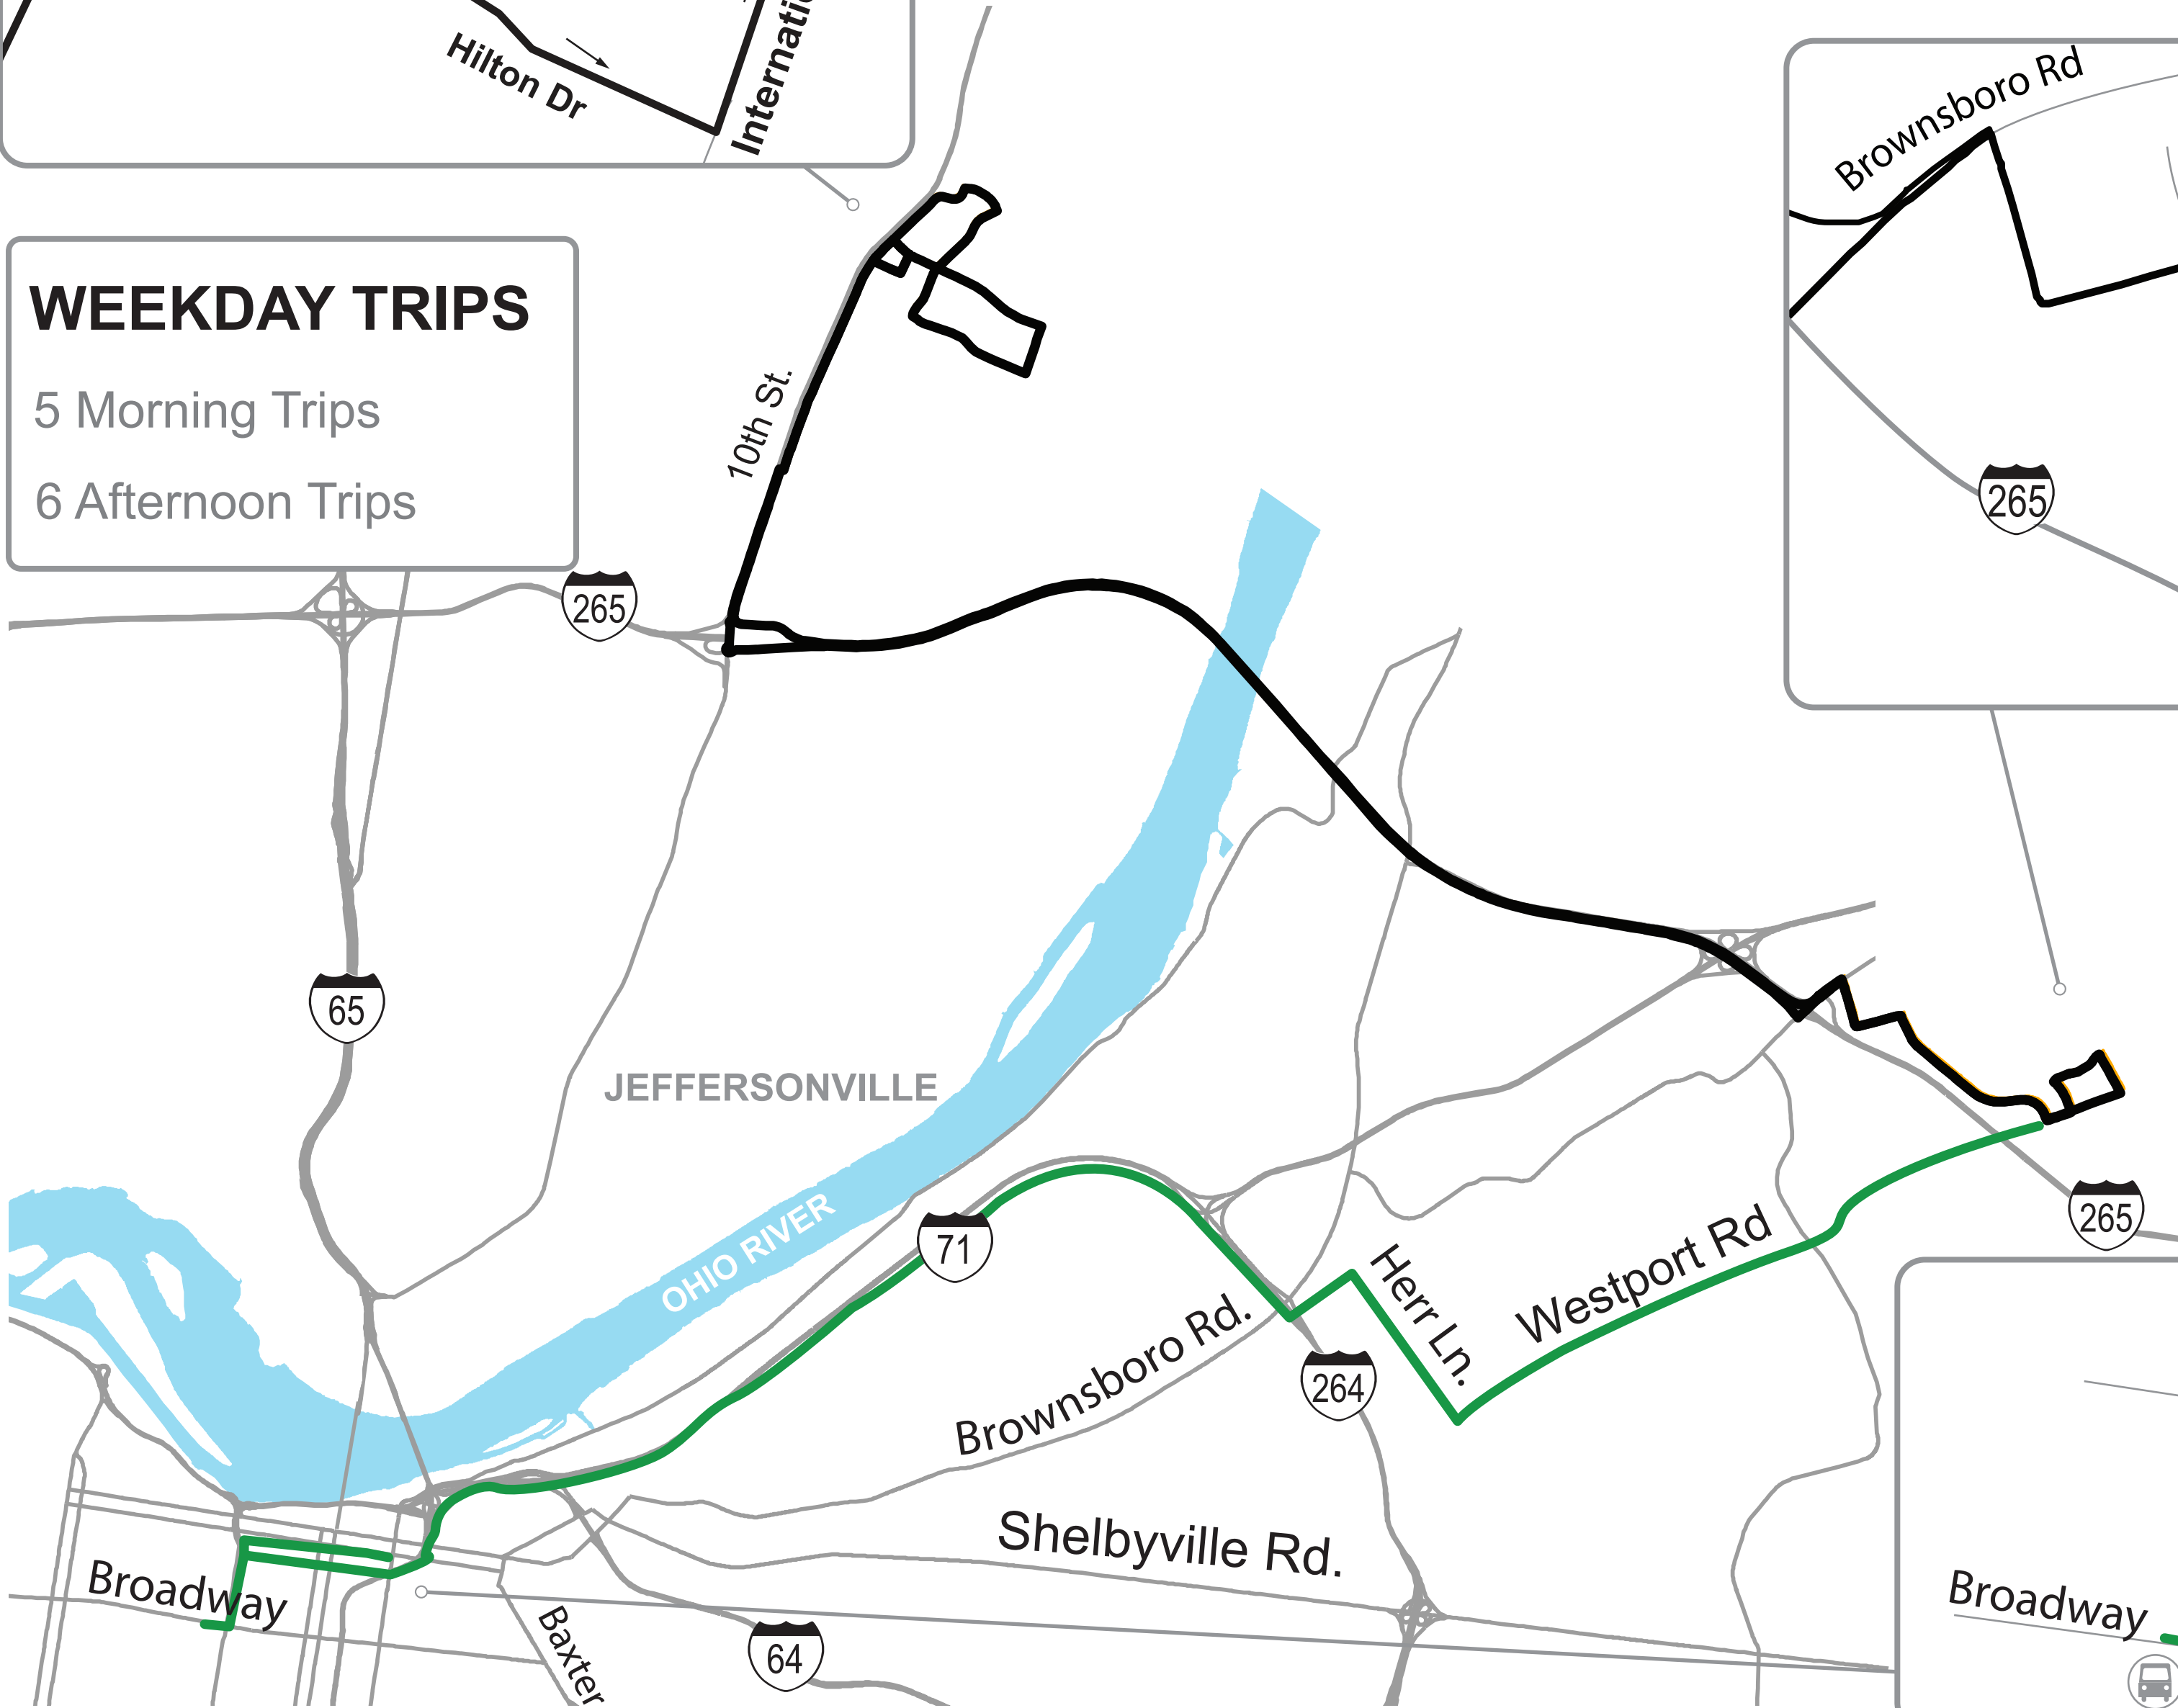 Hilton Dr
Internatio
Brownsboro Rd
265
WEEKDAY TRIPS
5 Morning Trips
6 Afternoon Trips
10th St.
265
65
JEFFERSONVILLE
OHIO RIVER
71
Herr Ln.
Westport Rd
265
Brownsboro Rd.
264
Shelbyville Rd.
Broadway
Baxter
64
Broadway